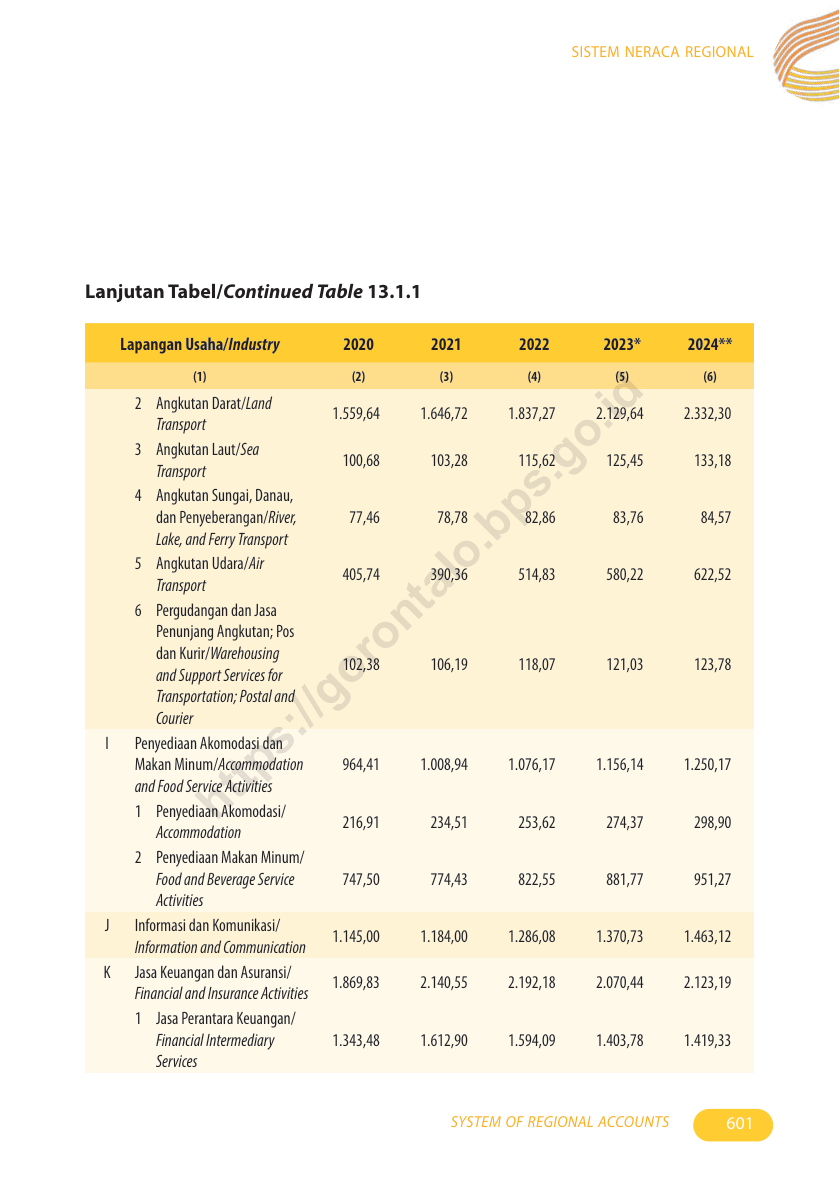 SISTEM NERACA REGIONAL
Lanjutan Tabel/Continued Table 13.1.1
Lapangan Usaha/Industry 2020 2021 2022 2023* 2024**
(1) (2) (3) (4) (5) (6)
2 Angkutan Darat/Land
Transport 1.559,64 1.646,72 1.837,27 2.129,64 2.332,30
3 Angkutan Laut/Sea
Transport 100,68 103,28 115,62 125,45 133,18
4 Angkutan Sungai, Danau,
dan Penyeberangan/River, 77,46 78,78 82,86 83,76 84,57
Lake, and Ferry Transport
5 Angkutan Udara/Air
Transport 405,74 390,36 514,83 580,22 622,52
6 Pergudangan dan Jasa
Penunjang Angkutan; Pos
dan Kurir/Warehousing
and Support Services for 102,38 106,19 118,07 121,03 123,78
Transportation; Postal and
Courier
I Penyediaan Akomodasi dan
Makan Minum/Accommodation 964,41 1.008,94 1.076,17 1.156,14 1.250,17
and Food Service Activities
1 Penyediaan Akomodasi/
Accommodation 216,91 234,51 253,62 274,37 298,90
2 Penyediaan Makan Minum/
Food and Beverage Service 747,50 774,43 822,55 881,77 951,27
Activities
J Informasi dan Komunikasi/
Information and Communication 1.145,00 1.184,00 1.286,08 1.370,73 1.463,12
K Jasa Keuangan dan Asuransi/
Financial and Insurance Activities 1.869,83 2.140,55 2.192,18 2.070,44 2.123,19
1 Jasa Perantara Keuangan/
Financial Intermediary 1.343,48 1.612,90 1.594,09 1.403,78 1.419,33
Services
https://gorontalo.bps.go.id
SYSTEM OF REGIONAL ACCOUNTS 601